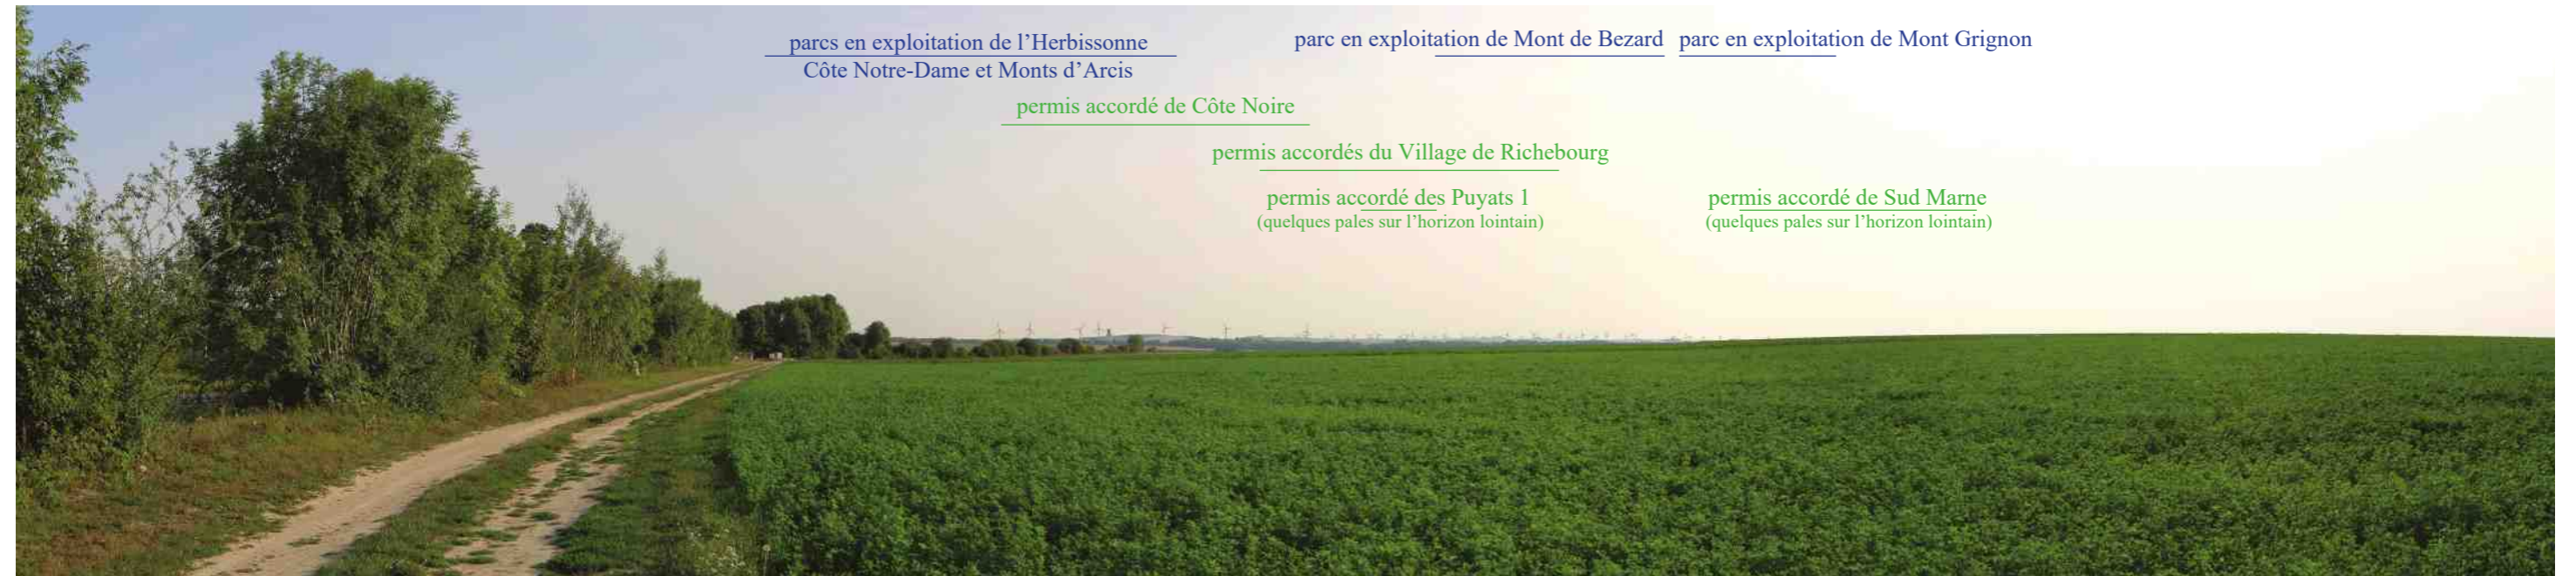 parcs en exploitation de l’Herbissonne
Côte Notre-Dame et Monts d’Arcis
parc en exploitation de Mont de Bezard
parc en exploitation de Mont Grignon
permis accordé de Côte Noire
permis accordés du Village de Richebourg
permis accordé des Puyats 1
(quelques pales sur l’horizon lointain)
permis accordé de Sud Marne
(quelques pales sur l’horizon lointain)